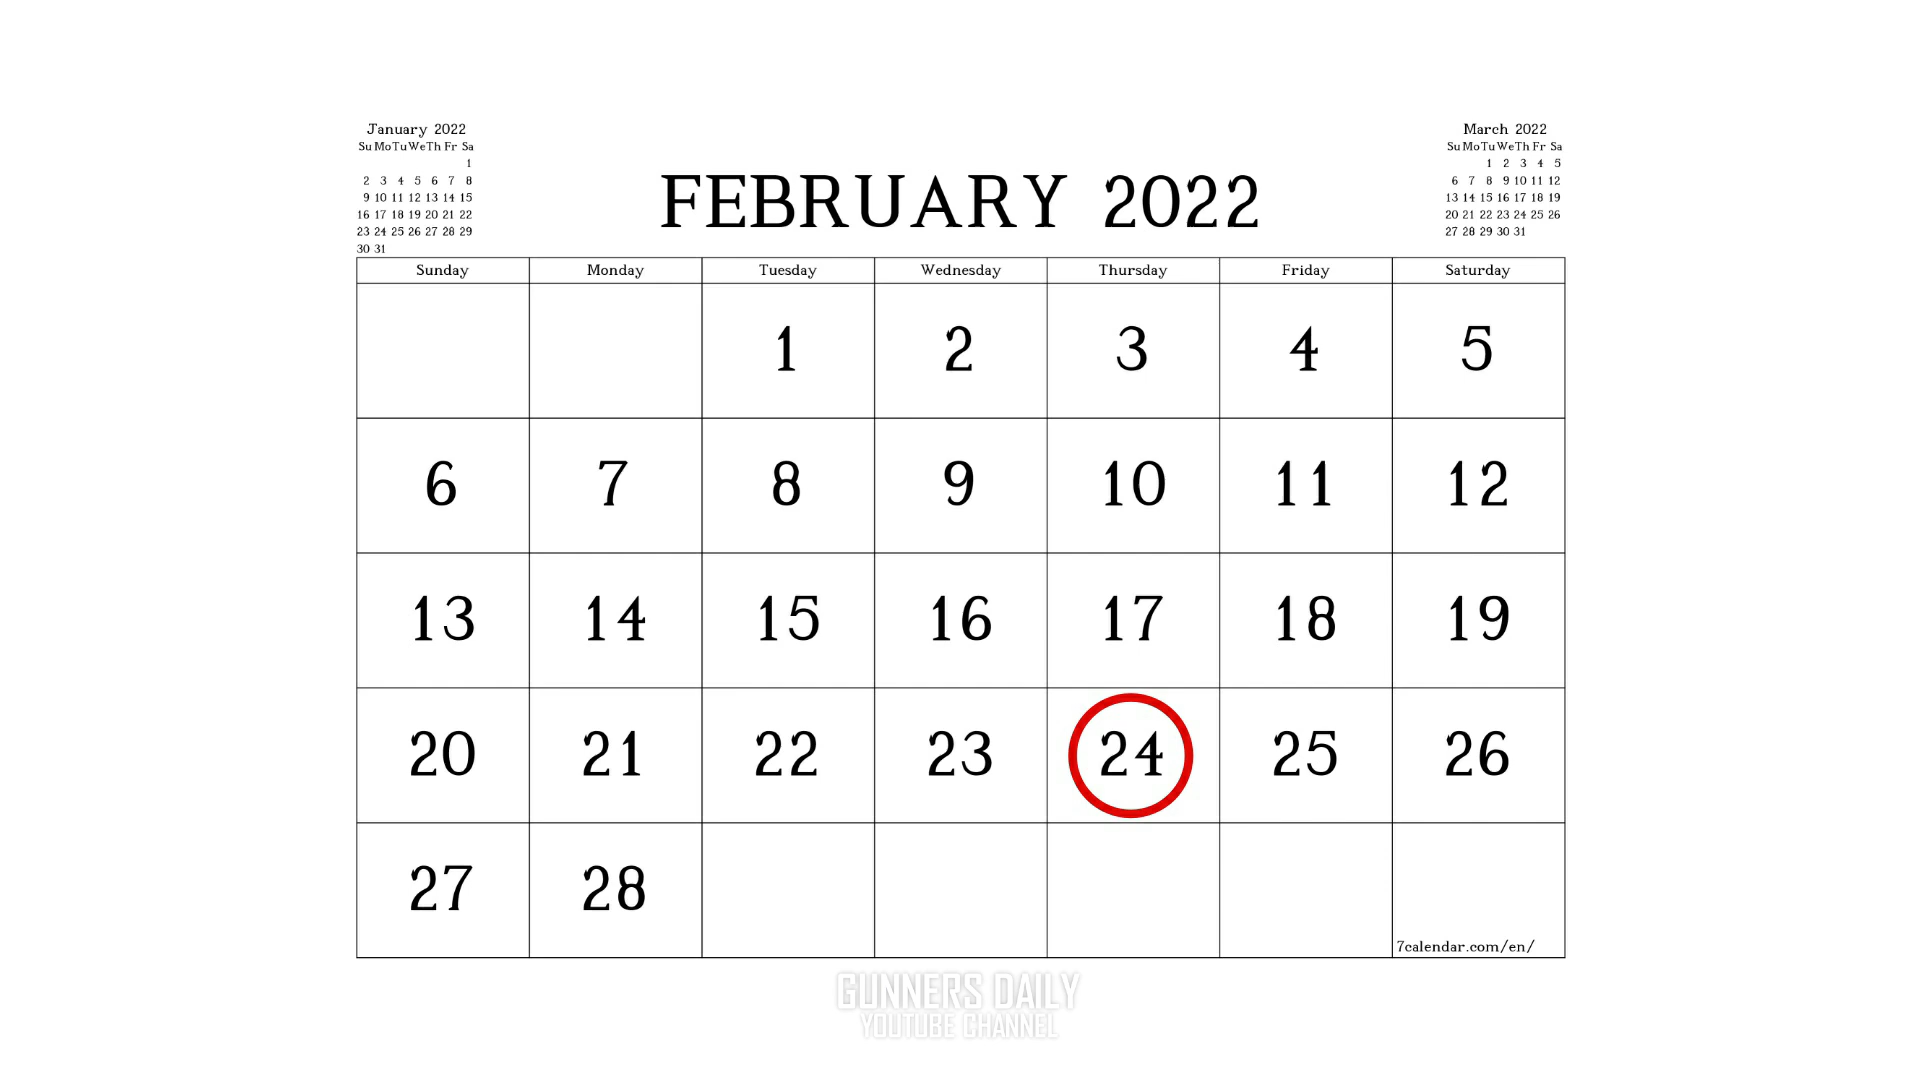 January 2022
Su Mo Tu We Th Fr Sa
1
2 3 4 5 6 7 8
9 10 11 12 13 14 15
16 17 18 19 20 21 22
23 24 25 26 27 28 29
30 31
FEBRUARY 2022
March 2022
Su Mo Tu We Th Fr Sa
1 2 3 4 5
6 7 8 9 10 11 12
13 14 15 16 17 18 19
20 21 22 23 24 25 26
27 28 29 30 31
Sunday Monday Tuesday Wednesday Thursday Friday Saturday
1 2 3 4 5
6 7 8 9 10 11 12
13 14 15 16 17 18 19
20 21 22 23 24 25 26
27 28
7calendar.com/en/
GUNNERS DAILY
YOUTUBE CHANNEL